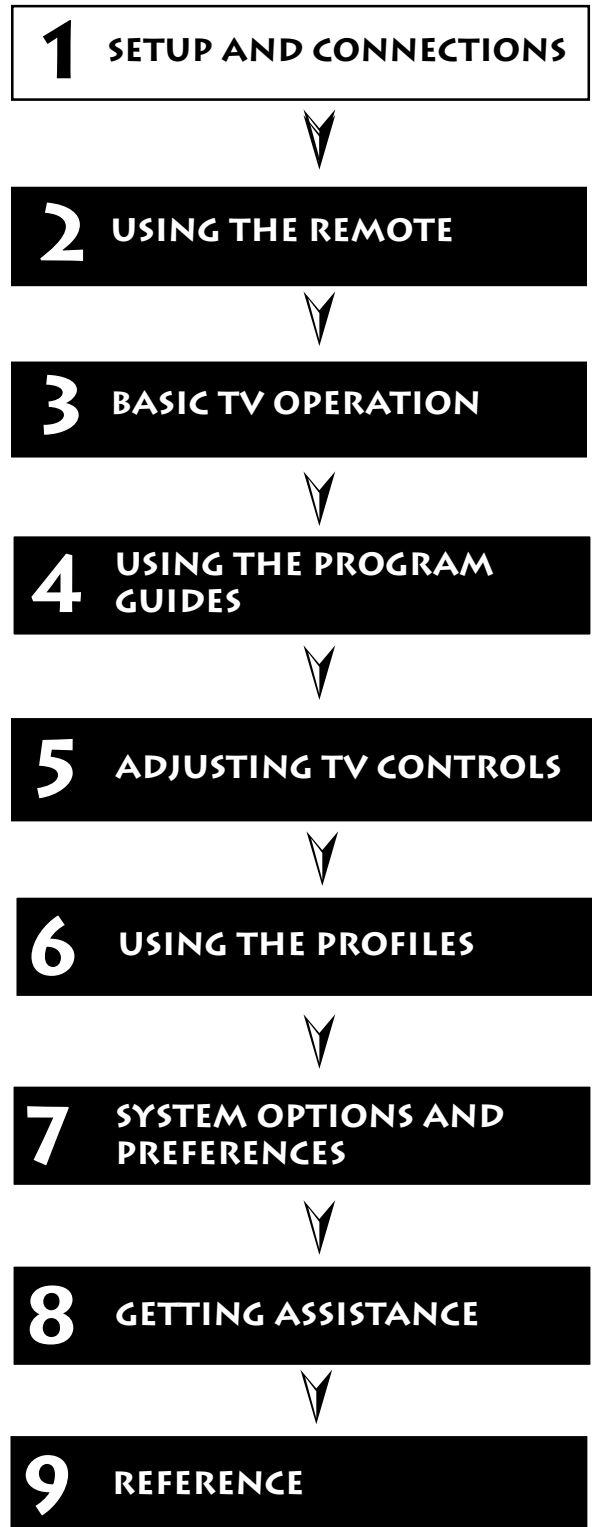 1 SETUP AND CONNECTIONS
2 USING THE REMOTE
3 BASIC TV OPERATION
4 USING THE PROGRAM
GUIDES
5 ADJUSTING TV CONTROLS
6 USING THE PROFILES
7 SYSTEM OPTIONS AND
PREFERENCES
8 GETTING ASSISTANCE
9 REFERENCE